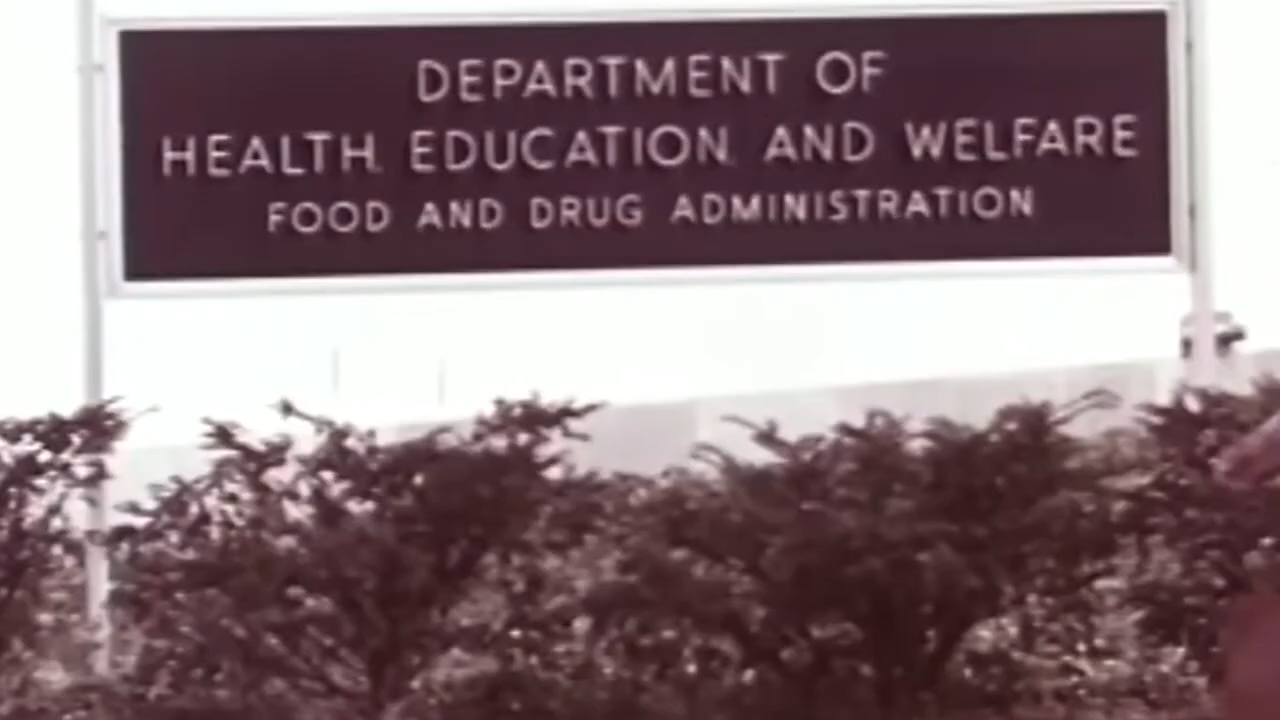 DEPARTMENT OF
HEALTH, EDUCATION, AND WELFARE
FOOD AND DRUG ADMINISTRATION